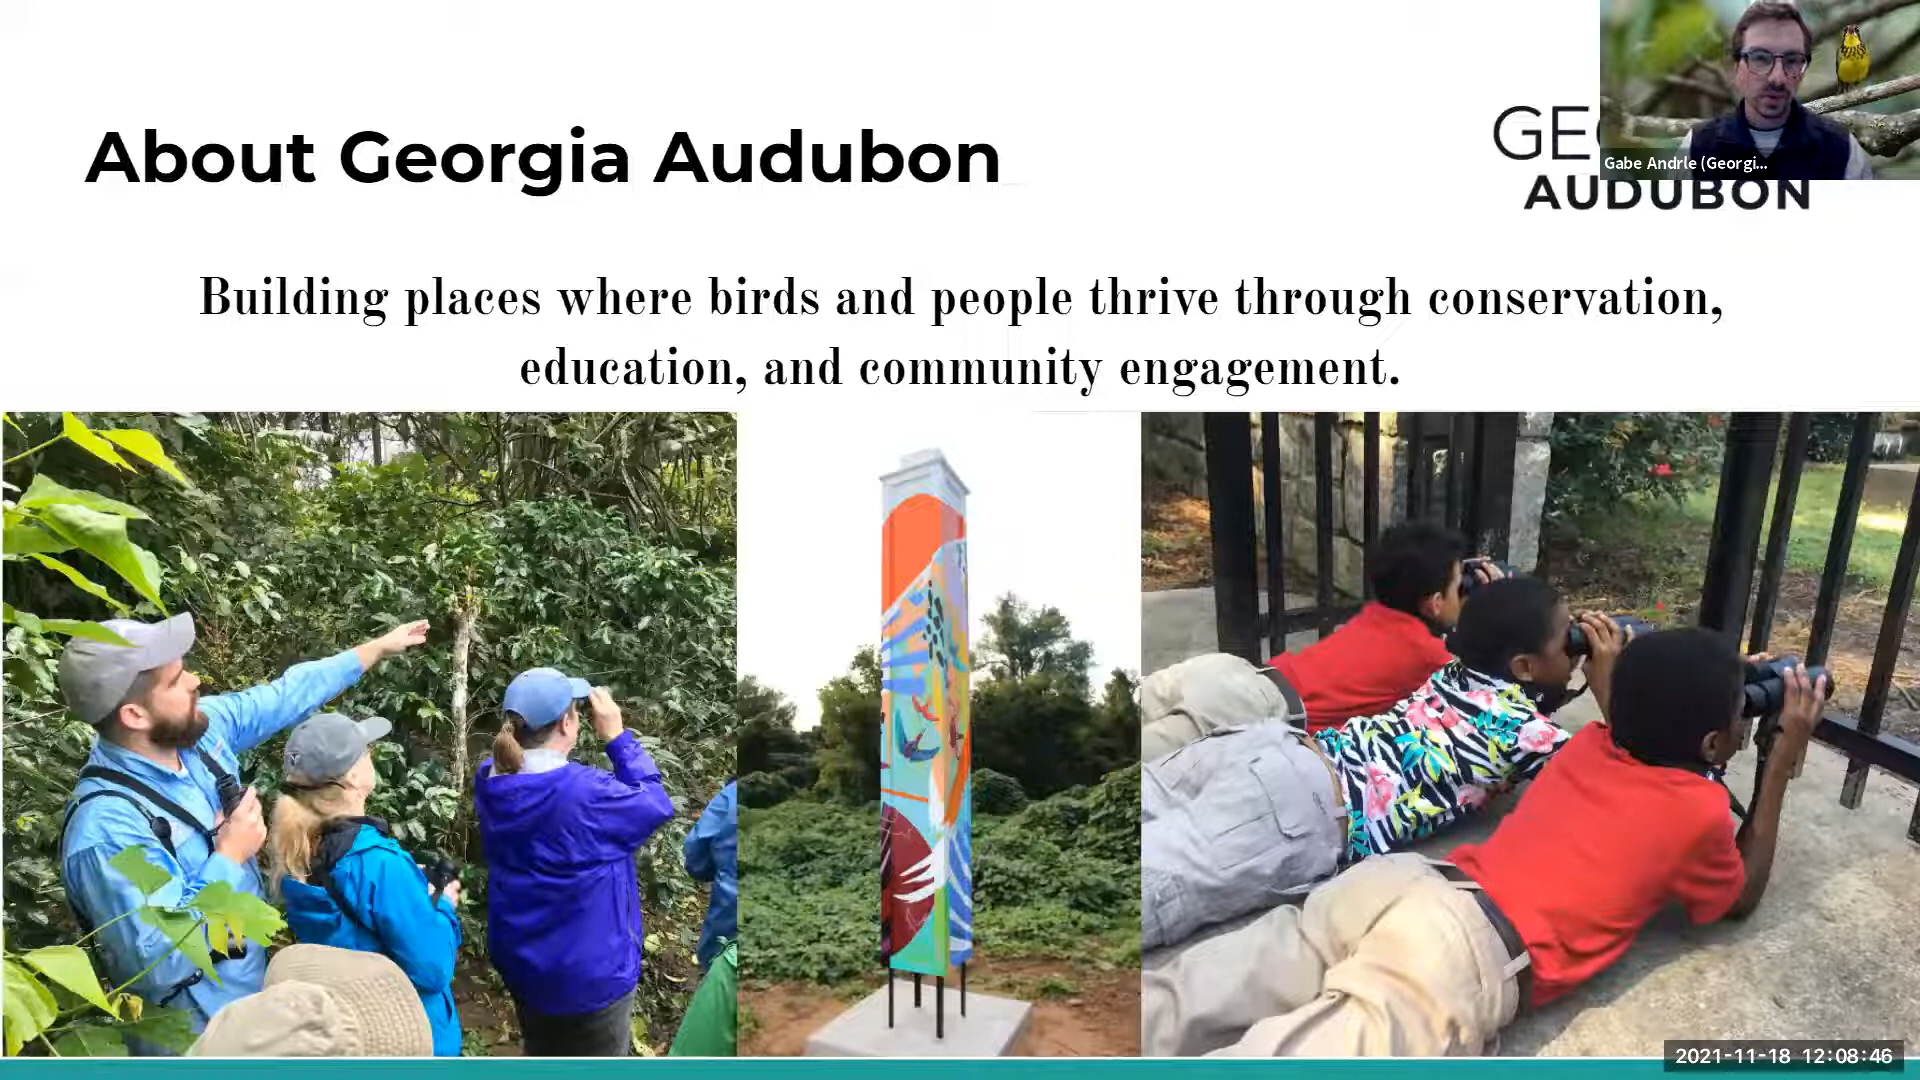 About Georgia Audubon
GE
AUDUBON
Gabe Andrle (Georgi...
Building places where birds and people thrive through conservation,
education, and community engagement.
2021-11-18 12:08:46